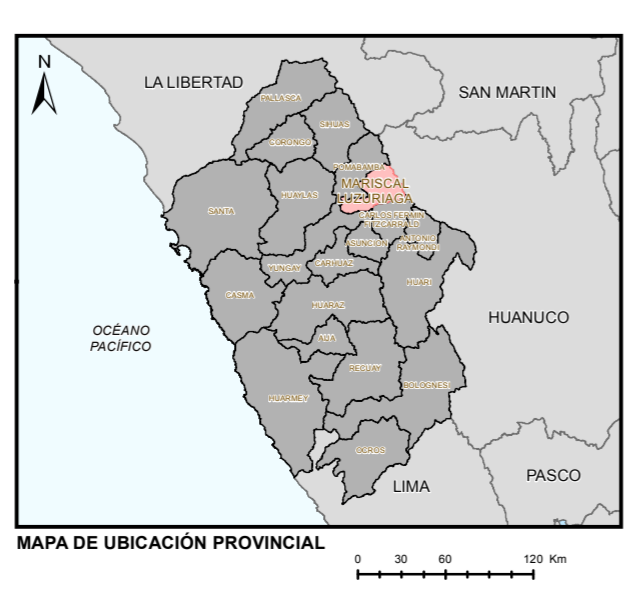 N
LA LIBERTAD
SAN MARTIN
PALLASCA
SIHUAS
CORONGO
POMABAMBA
MARISCAL
LUZURIAGA
HUAYLAS
SANTA
CARLOS FERMIN
FITZCARRALD
ASUNCION
ANTONIO
RAYMONDI
YUNGAY
CARHUAZ
HUARI
CASMA
HUARAZ
HUANUCO
OCÉANO
PACÍFICO
AIJA
RECUAY
BOLOGNESI
HUARMEY
OCROS
LIMA
PASCO
MAPA DE UBICACIÓN PROVINCIAL
0 30 60 120 Km